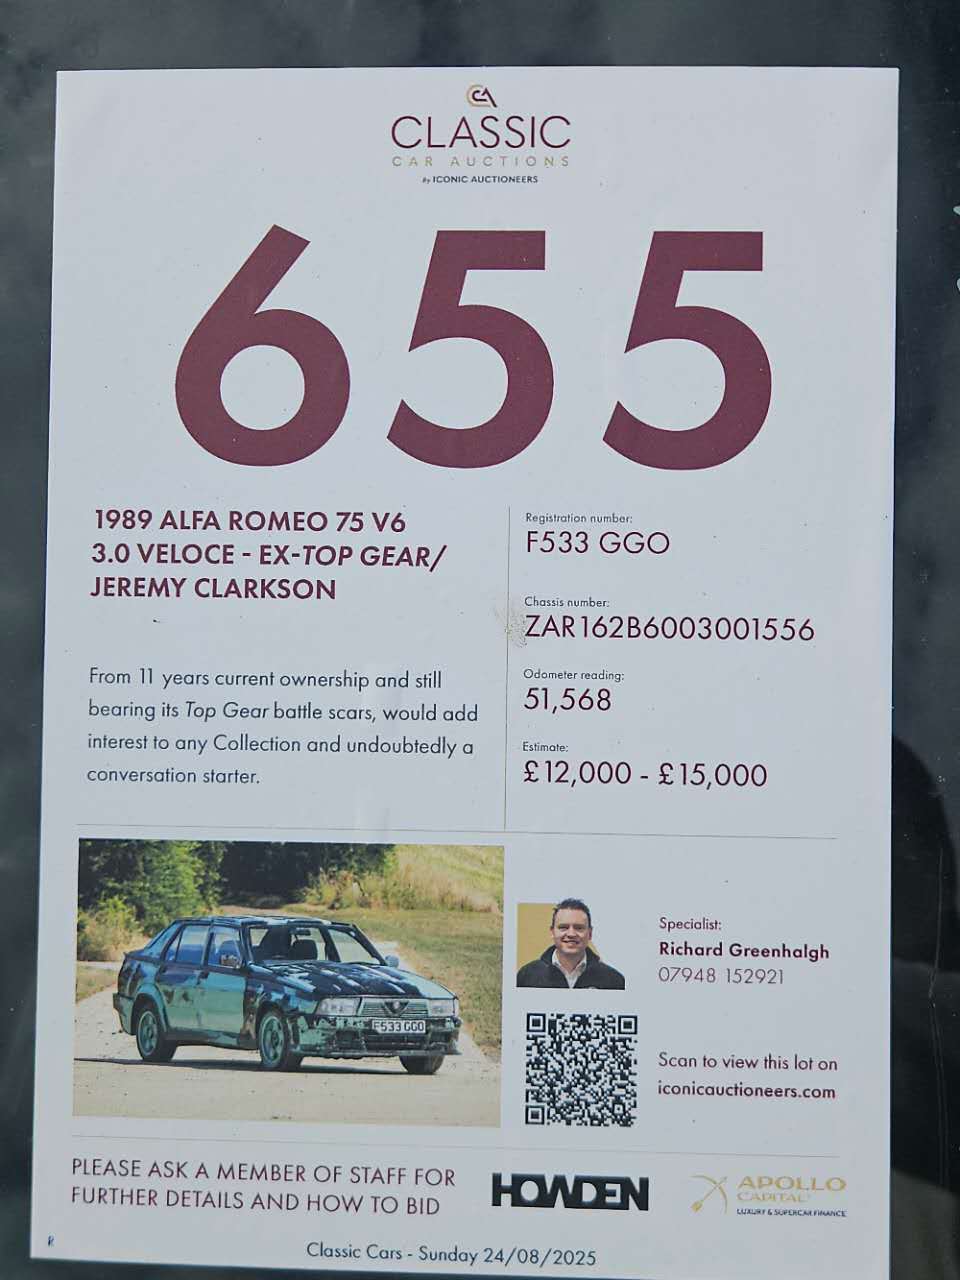 CA
CLASSIC
CAR AUCTIONS
By ICONIC AUCTIONEERS
655
1989 ALFA ROMEO 75 V6
3.0 VELOCE - EX-TOP GEAR/
JEREMY CLARKSON
From 11 years current ownership and still
bearing its Top Gear battle scars, would add
interest to any Collection and undoubtedly a
conversation starter.
Registration number:
F533 GGO
Chassis number:
ZAR162B6003001556
Odometer reading:
51,568
Estimate:
£12,000 - £15,000
F533 GGO
Specialist:
Richard Greenhalgh
07948 152921
Scan to view this lot on
iconicauctioneers.com
PLEASE ASK A MEMBER OF STAFF FOR
FURTHER DETAILS AND HOW TO BID
HOWDEN
APOLLO
CAPITAL
LUXURY & SUPERCAR FINANCE
R
Classic Cars - Sunday 24/08/2025